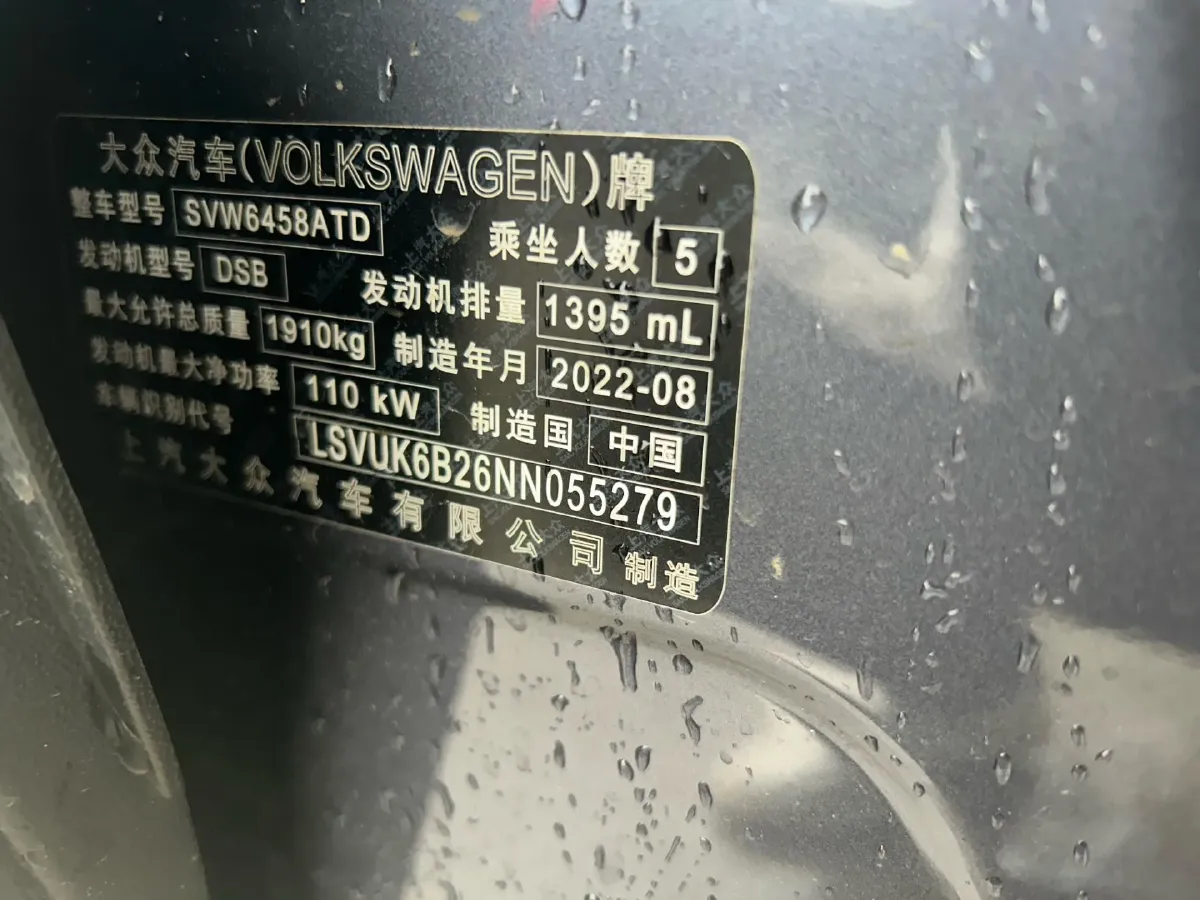 大众汽车(VOLKSWAGEN)牌
整车型号 SVW6458ATD 乘坐人数 5
发动机型号 DSB 发动机排量 1395 mL
最大允许总质量 1910kg 制造年月 2022-08
发动机最大净功率 110 kW 制造国 中国
车辆识别代号 LSVUK6B26NN055279
上汽大众汽车有限公司制造